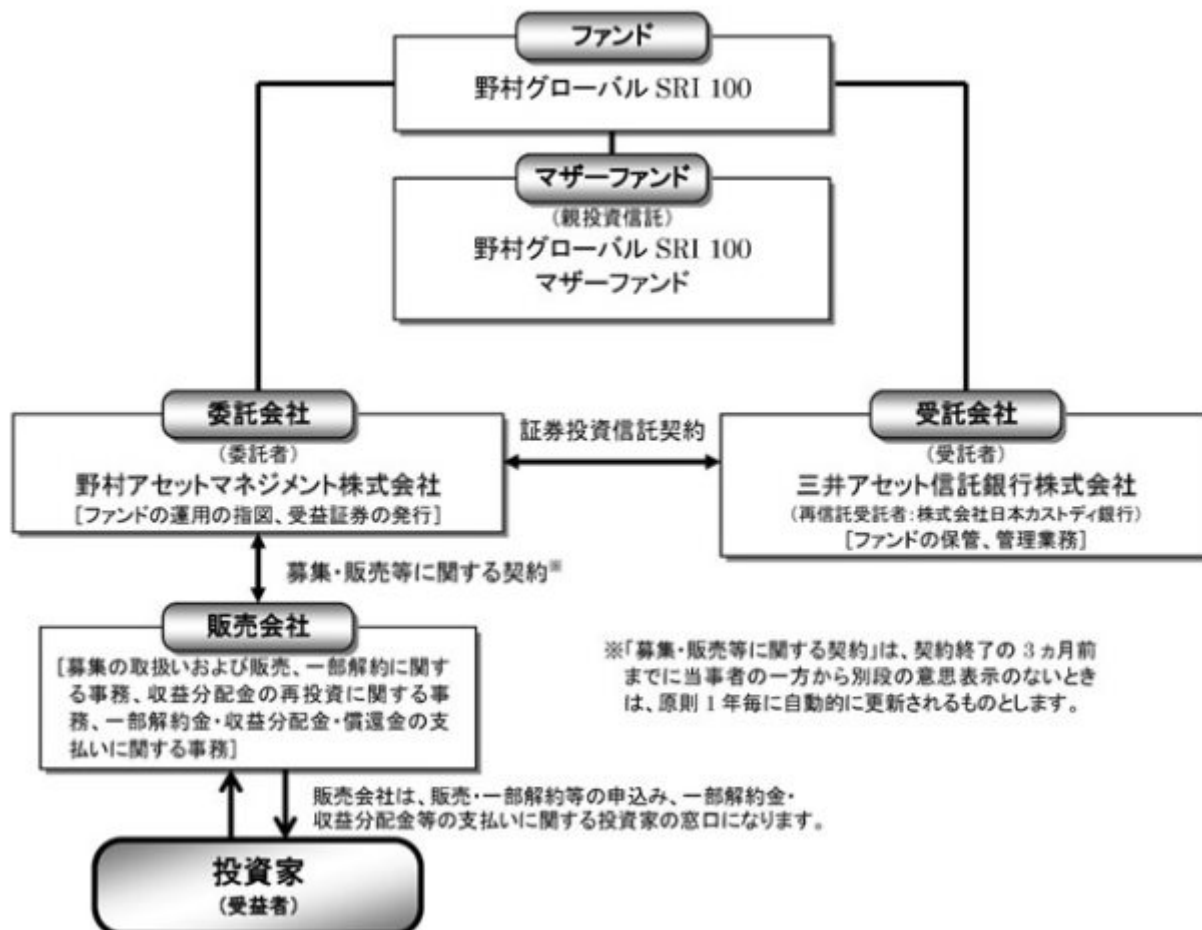 ファンド
野村グローバル SRI 100
マザーファンド
(親投資信託)
野村グローバル SRI 100
マザーファンド
委託会社
(委託者)
野村アセットマネジメント株式会社
[ファンドの運用の指図、受益証券の発行]
証券投資信託契約
受託会社
(受託者)
三井アセット信託銀行株式会社
(再信託受託者:株式会社日本カストディ銀行)
[ファンドの保管、管理業務]
募集・販売等に関する契約※
販売会社
[募集の取扱いおよび販売、一部解約に関す
る事務、収益分配金の再投資に関する事
務、一部解約金・収益分配金・償還金の支
払いに関する事務]
※「募集・販売等に関する契約」は、契約終了の 3 ヵ月前
までに当事者の一方から別段の意思表示のないとき
は、原則 1 年毎に自動的に更新されるものとします。
販売会社は、販売・一部解約等の申込み、一部解約金・
収益分配金等の支払いに関する投資家の窓口になります。
投資家
(受益者)